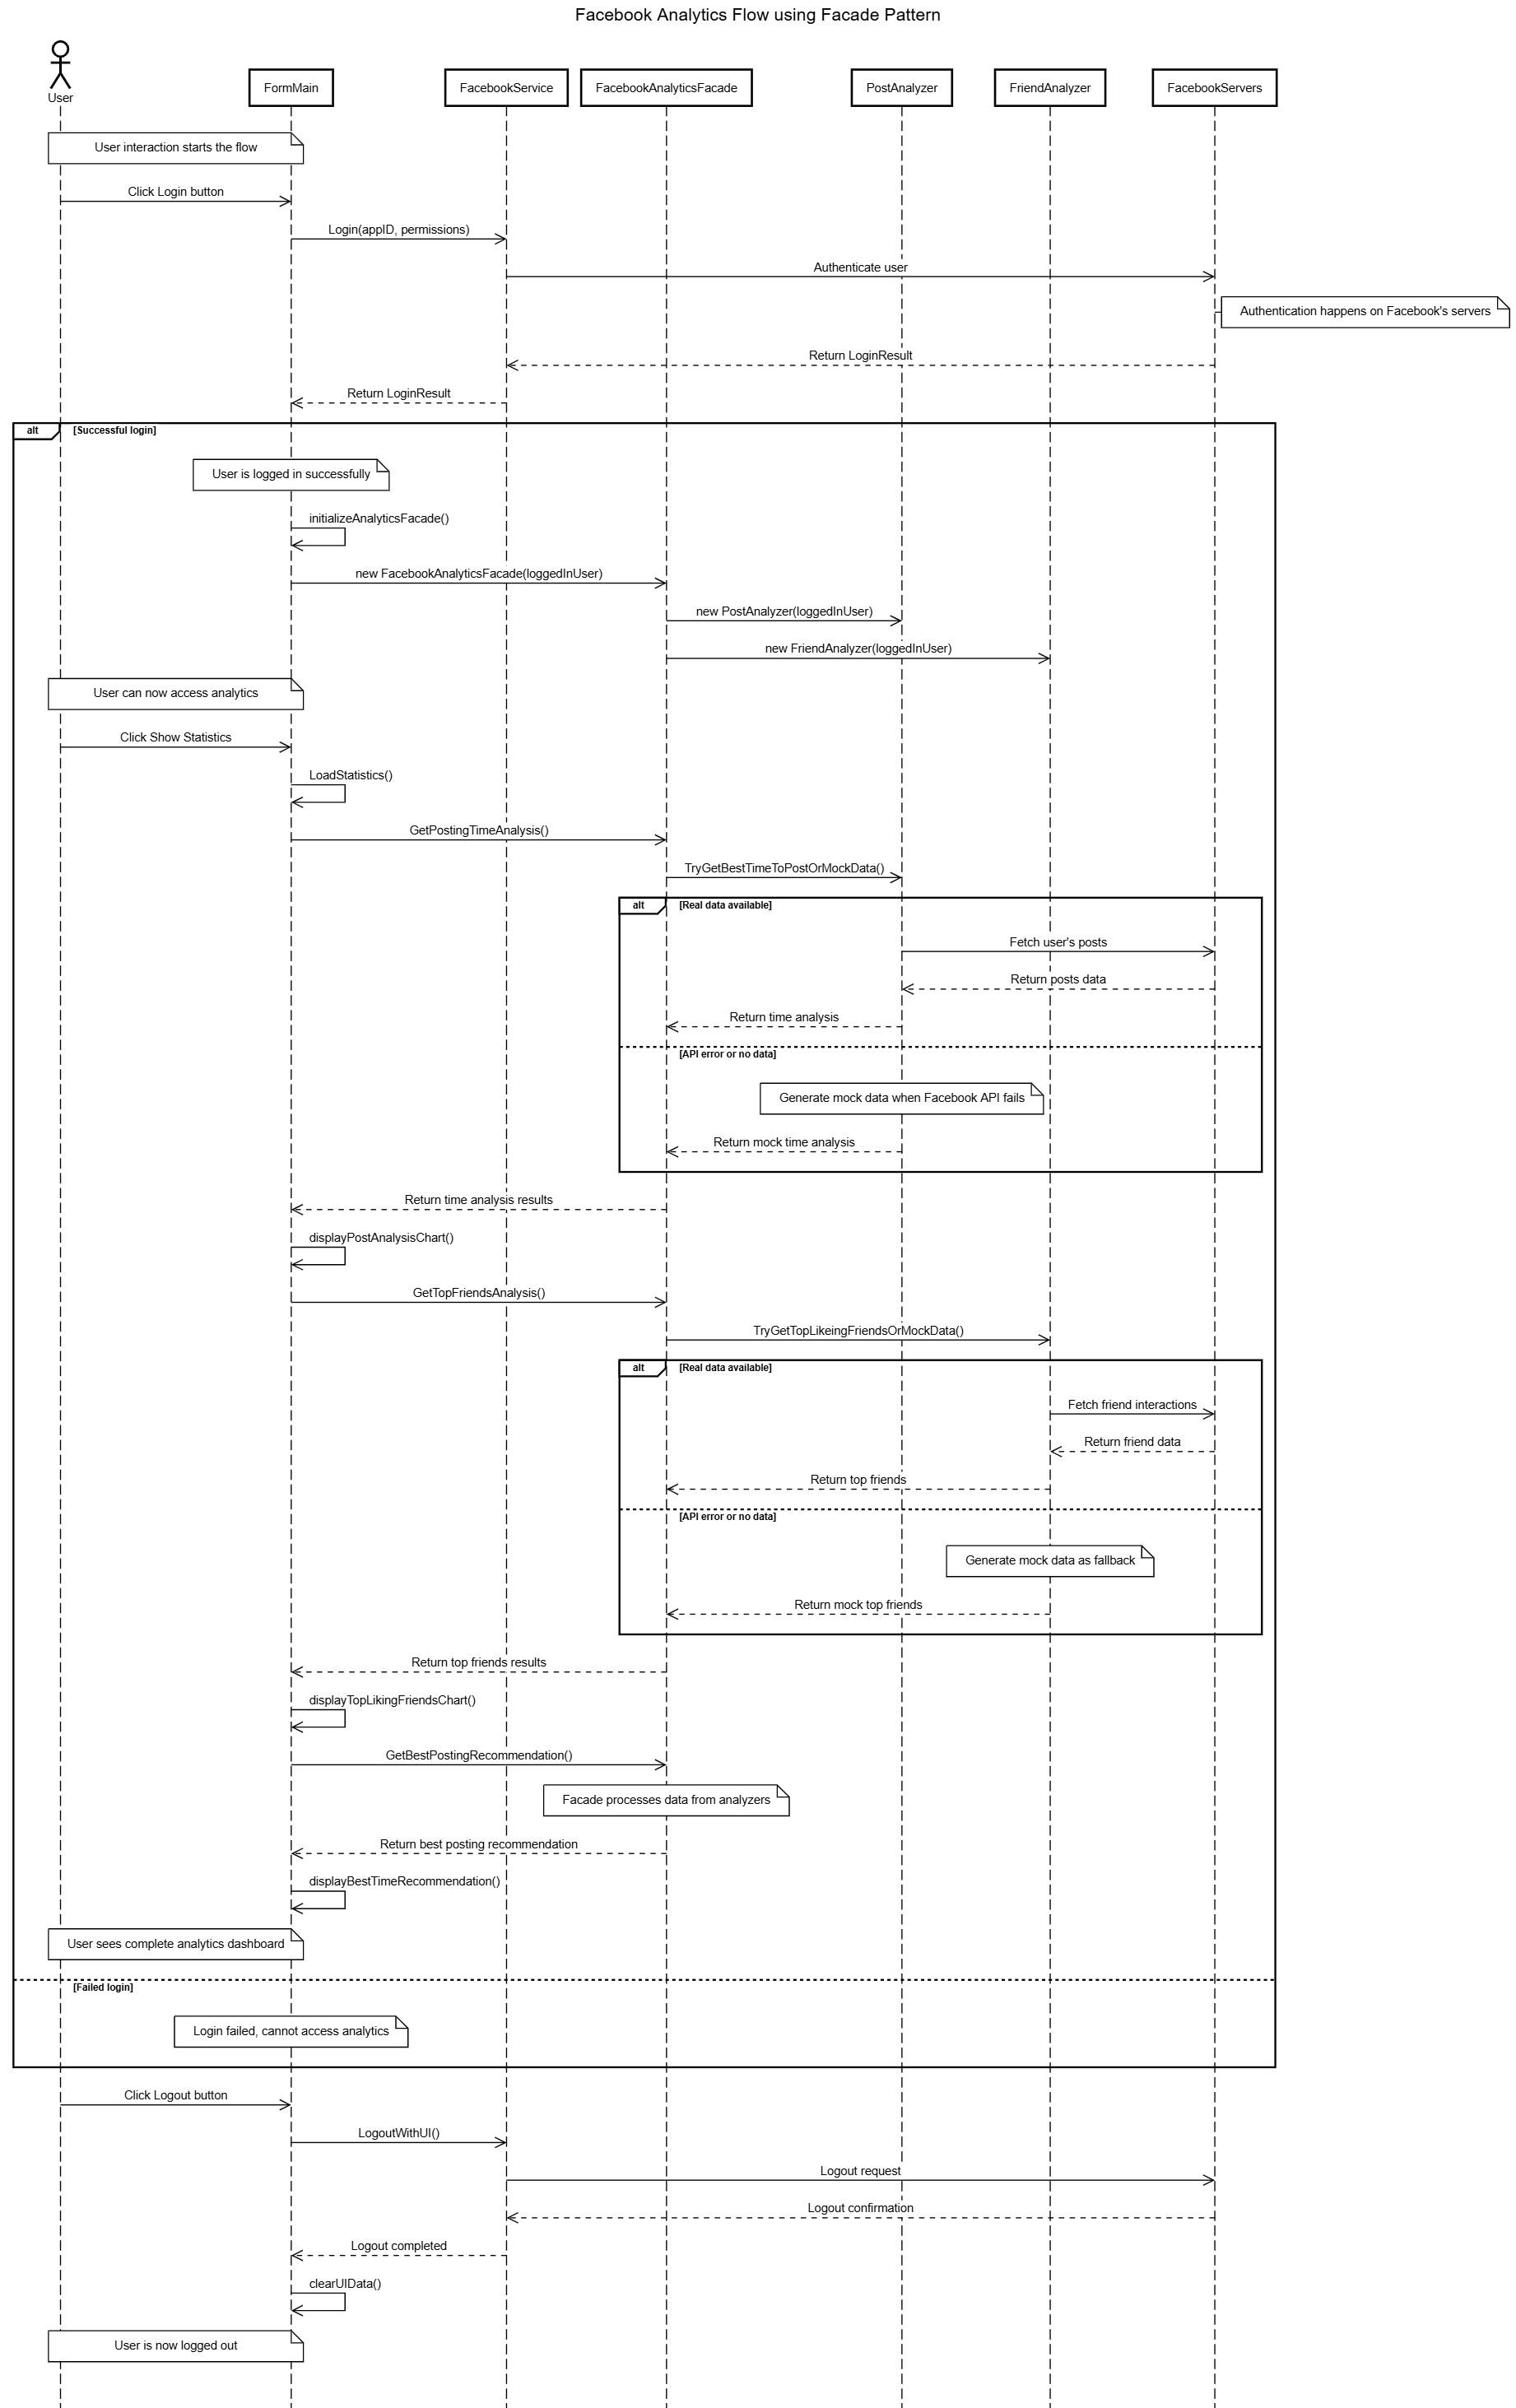 Facebook Analytics Flow using Facade Pattern
User
FormMain
FacebookService
FacebookAnalyticsFacade
PostAnalyzer
FriendAnalyzer
FacebookServers
User interaction starts the flow
Click Login button
Login(appID, permissions)
Authenticate user
Authentication happens on Facebook's servers
Return LoginResult
Return LoginResult
alt
[Successful login]
User is logged in successfully
initializeAnalyticsFacade()
new FacebookAnalyticsFacade(loggedInUser)
new PostAnalyzer(loggedInUser)
new FriendAnalyzer(loggedInUser)
User can now access analytics
Click Show Statistics
LoadStatistics()
GetPostingTimeAnalysis()
TryGetBestTimeToPostOrMockData()
alt
[Real data available]
Fetch user's posts
Return posts data
Return time analysis
[API error or no data]
Generate mock data when Facebook API fails
Return mock time analysis
Return time analysis results
displayPostAnalysisChart()
GetTopFriendsAnalysis()
TryGetTopLikeingFriendsOrMockData()
alt
[Real data available]
Fetch friend interactions
Return friend data
Return top friends
[API error or no data]
Generate mock data as fallback
Return mock top friends
Return top friends results
displayTopLikingFriendsChart()
GetBestPostingRecommendation()
Facade processes data from analyzers
Return best posting recommendation
displayBestTimeRecommendation()
User sees complete analytics dashboard
[Failed login]
Login failed, cannot access analytics
Click Logout button
LogoutWithUI()
Logout request
Logout confirmation
Logout completed
clearUIData()
User is now logged out